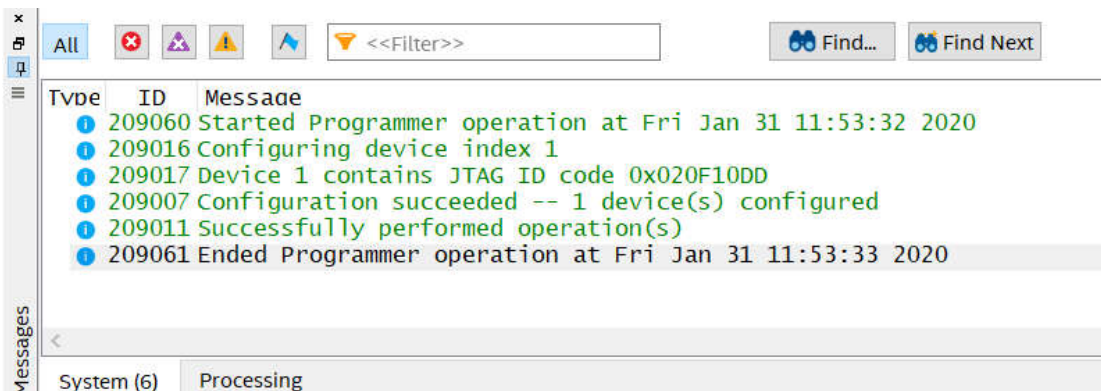 All <<Filter>> Find... Find Next
Type ID Message
209060 Started Programmer operation at Fri Jan 31 11:53:32 2020
209016 Configuring device index 1
209017 Device 1 contains JTAG ID code 0x020F10DD
209007 Configuration succeeded -- 1 device(s) configured
209011 Successfully performed operation(s)
209061 Ended Programmer operation at Fri Jan 31 11:53:33 2020
Messages
System (6) Processing